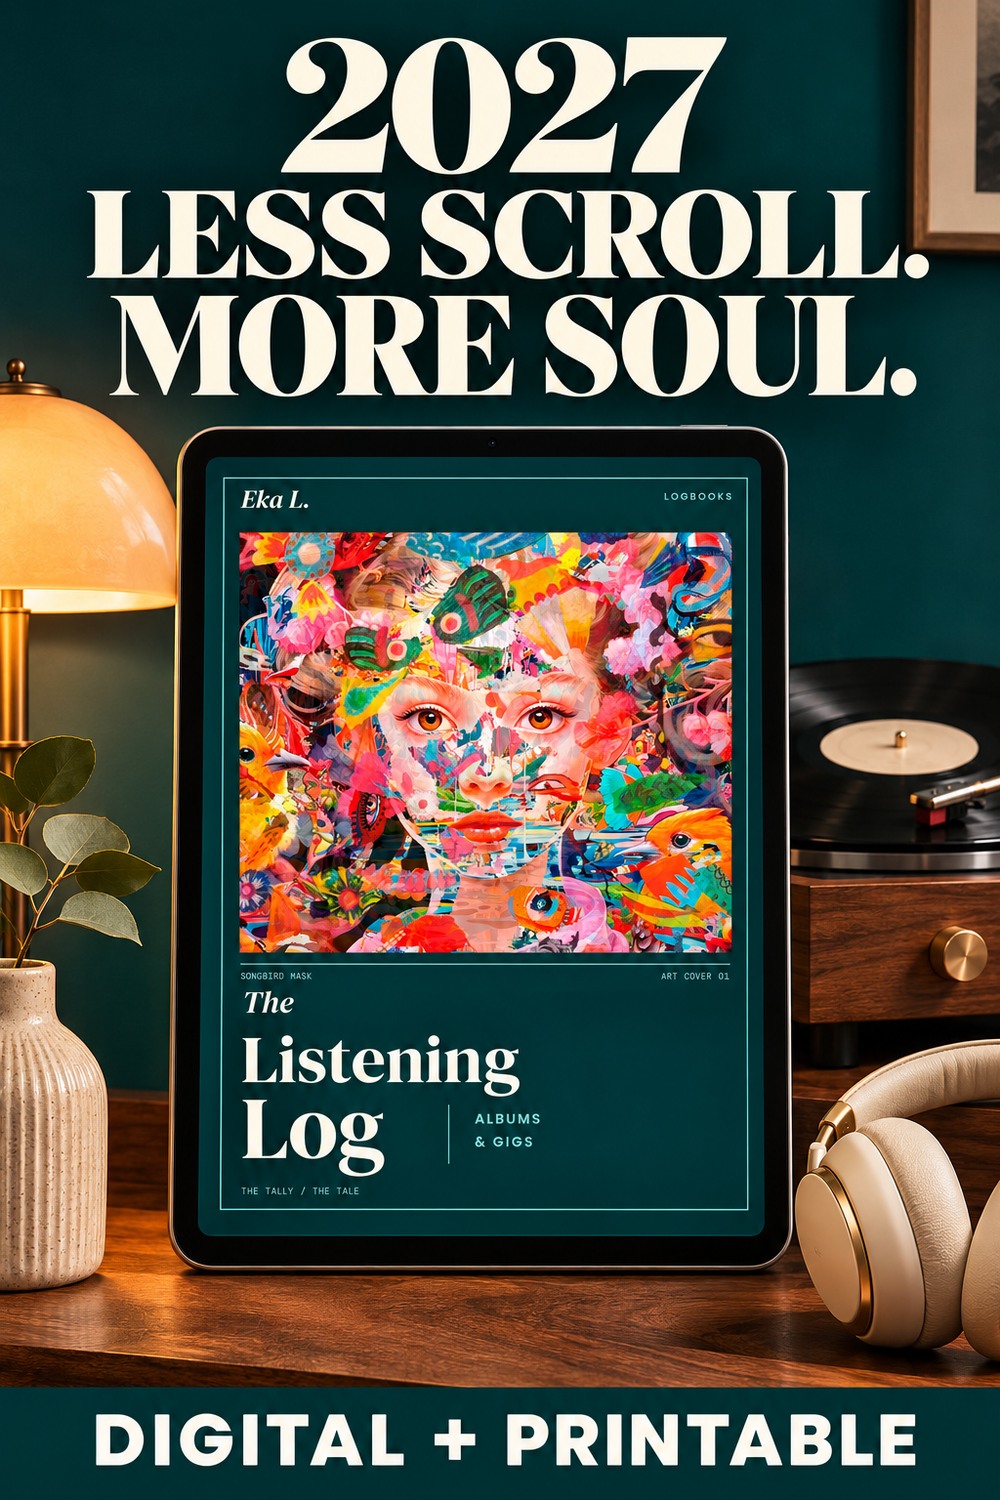 2027
LESS SCROLL.
MORE SOUL.
Eka L.
LOGBOOKS
SONGBIRD MASK
ART COVER 01
The
Listening
Log
ALBUMS
& GIGS
THE TALLY / THE TALE
DIGITAL + PRINTABLE